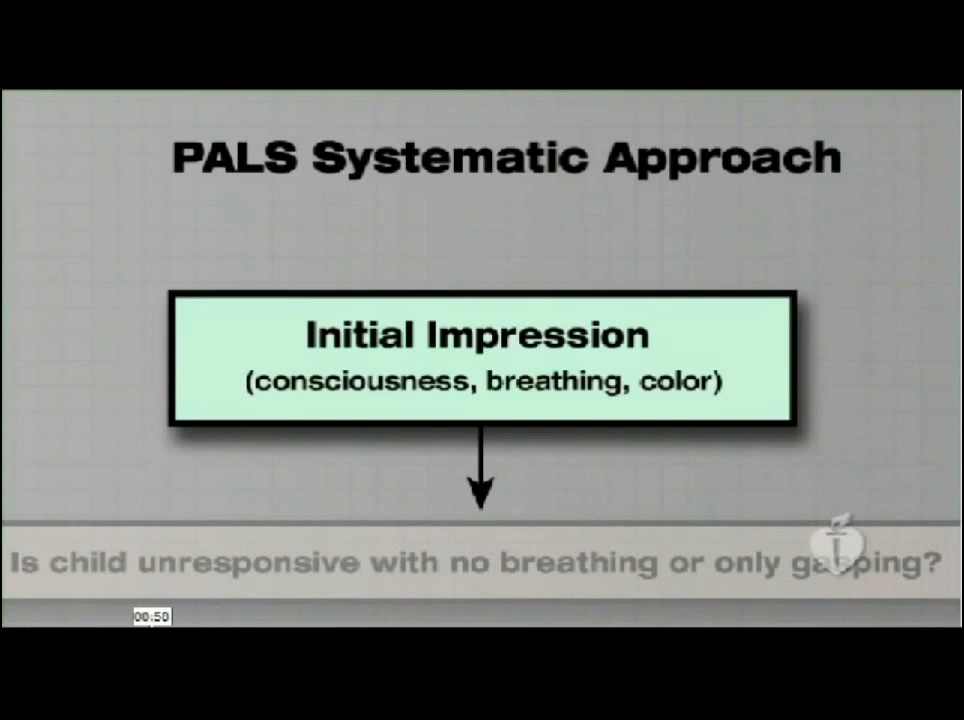 PALS Systematic Approach
Initial Impression
(consciousness, breathing, color)
Is child unresponsive with no breathing or only gasping?
00:50